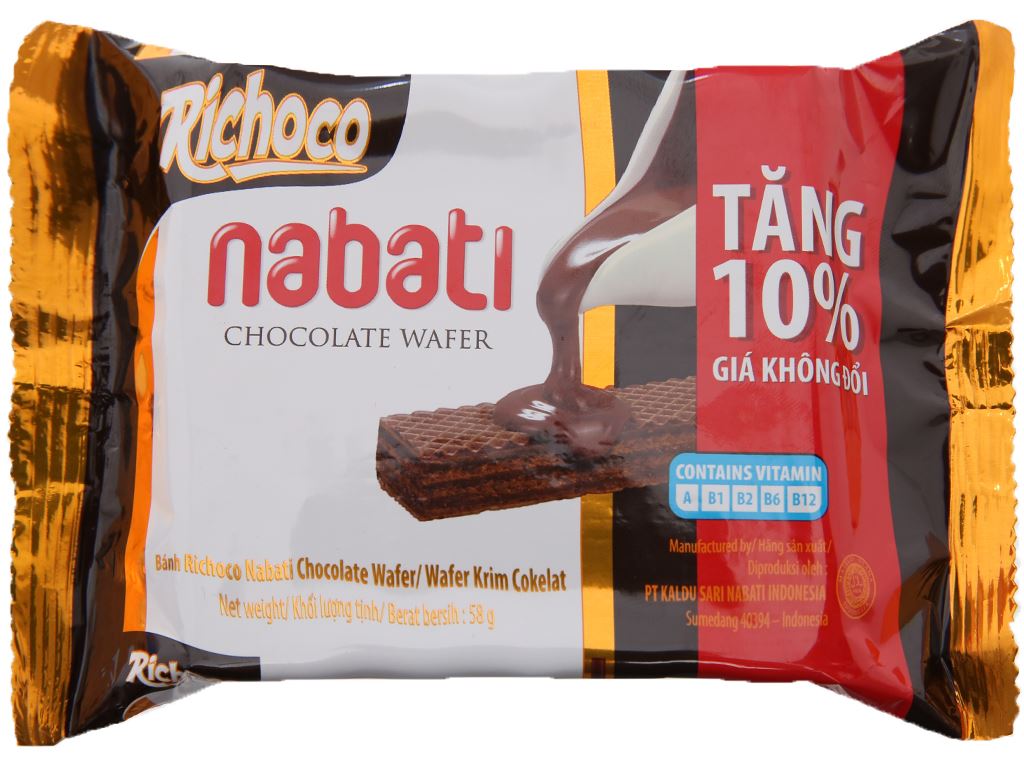 Richoco
nabati
CHOCOLATE WAFER
TĂNG
10%
GIÁ KHÔNG ĐỔI
CONTAINS VITAMIN
A B1 B2 B6 B12
Bánh Richoco Nabati Chocolate Wafer/ Wafer Krim Cokelat
Net weight/ Khối lượng tịnh/ Berat bersih : 58 g
Manufactured by/ Hãng sản xuất/
Diproduksi oleh :
PT KALDU SARI NABATI INDONESIA
Sumedang 40394 – Indonesia